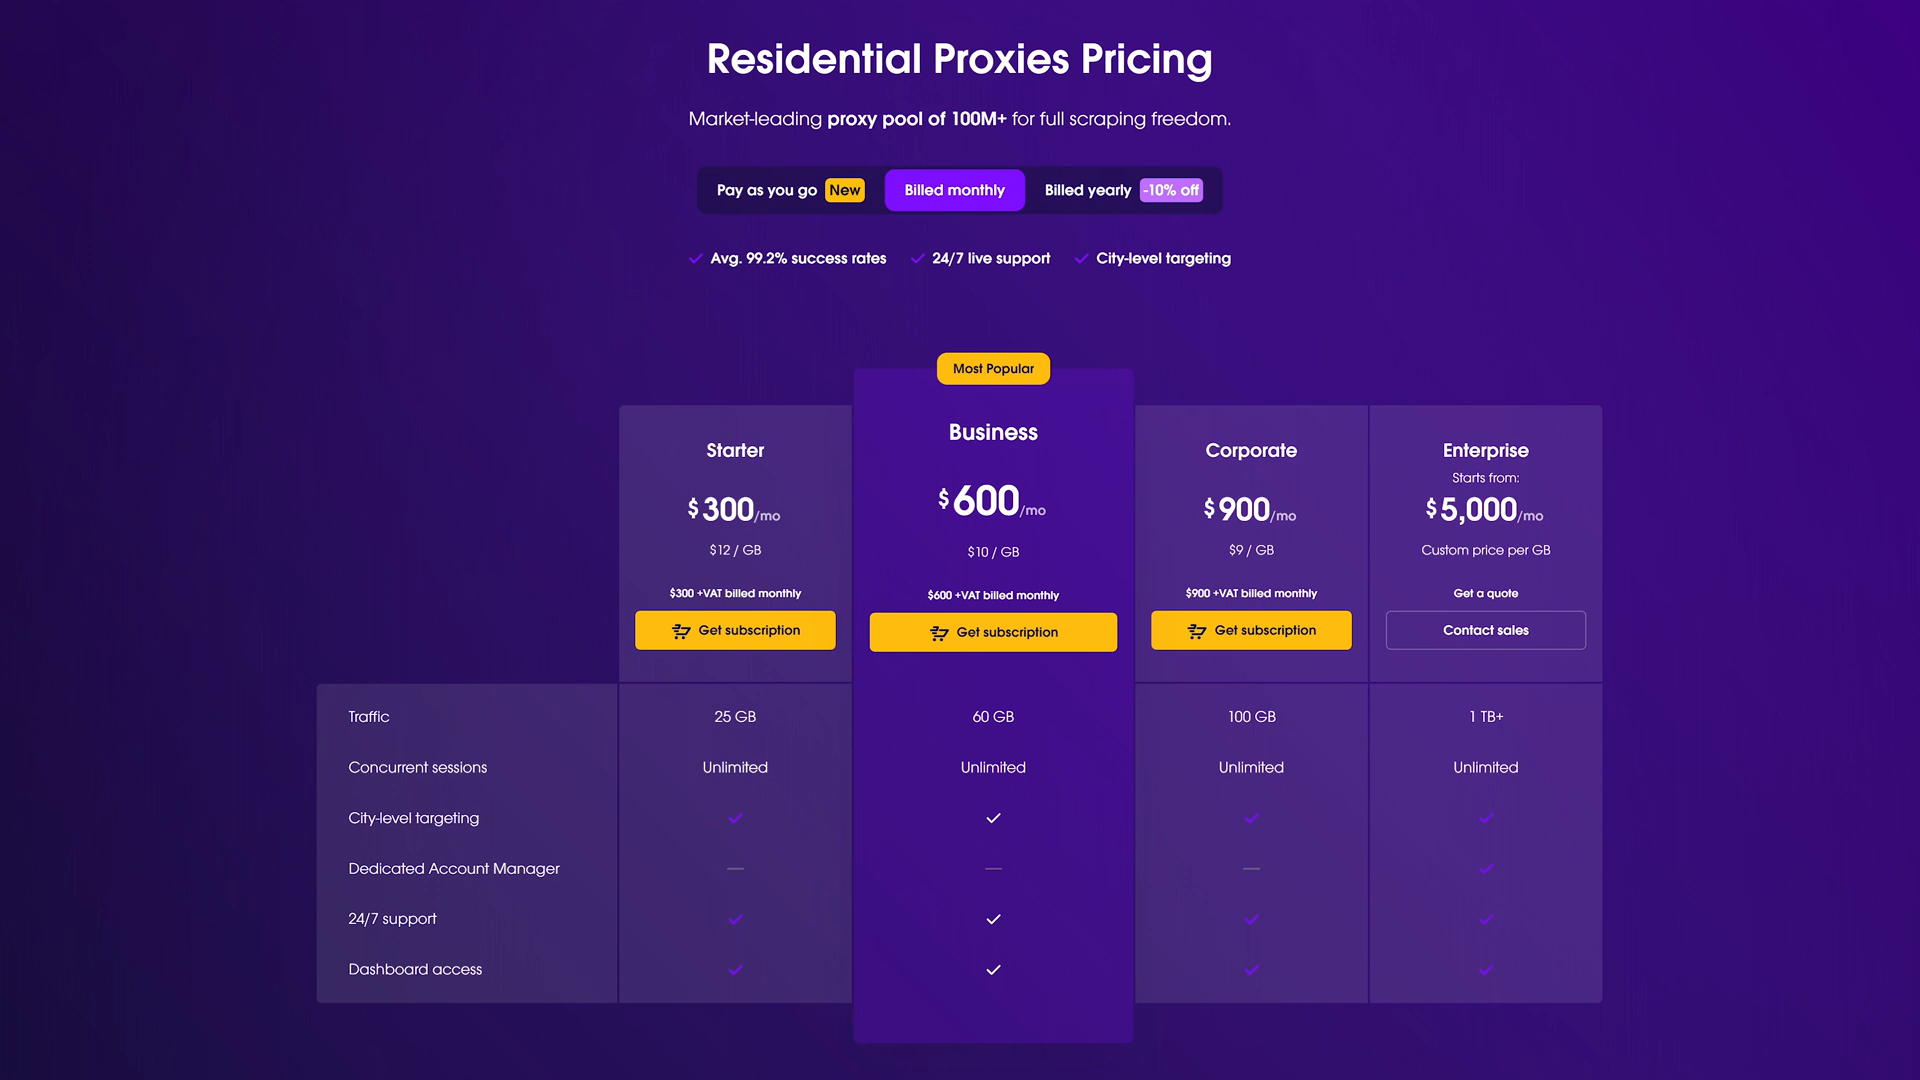 Residential Proxies Pricing
Market-leading proxy pool of 100M+ for full scraping freedom.
Pay as you go New Billed monthly Billed yearly -10% off
Avg. 99.2% success rates 24/7 live support City-level targeting
Most Popular
Starter
$300/mo
$12 / GB
$300 +VAT billed monthly
Get subscription
Business
$600/mo
$10 / GB
$600 +VAT billed monthly
Get subscription
Corporate
$900/mo
$9 / GB
$900 +VAT billed monthly
Get subscription
Enterprise
Starts from:
$5,000/mo
Custom price per GB
Get a quote
Contact sales
Traffic 25 GB 60 GB 100 GB 1 TB+
Concurrent sessions Unlimited Unlimited Unlimited Unlimited
City-level targeting
Dedicated Account Manager
24/7 support
Dashboard access